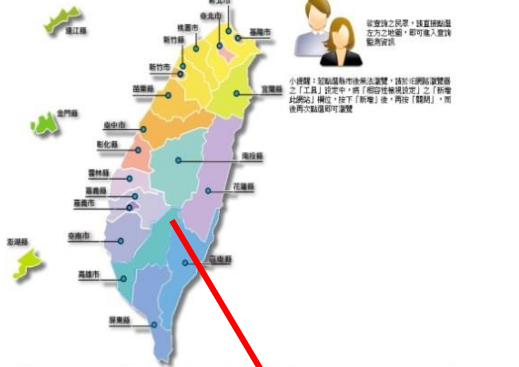 新北市
臺北市
桃園市
基隆市
連江縣
新竹縣
新竹市
苗栗縣
宜蘭縣
金門縣
臺中市
彰化縣
南投縣
雲林縣
花蓮縣
嘉義縣
嘉義市
臺南市
澎湖縣
臺東縣
高雄市
屏東縣
欲查詢之民眾，請直接點選
左方之地圖，即可進入查詢
監測資訊
小提醒：如點選縣市後無法瀏覽，請於IE網路瀏覽器
之「工具」設定中，將「相容性檢視設定」之「新增
此網站」欄位，按下「新增」後，再按「關閉」，而
後再次點選即可瀏覽